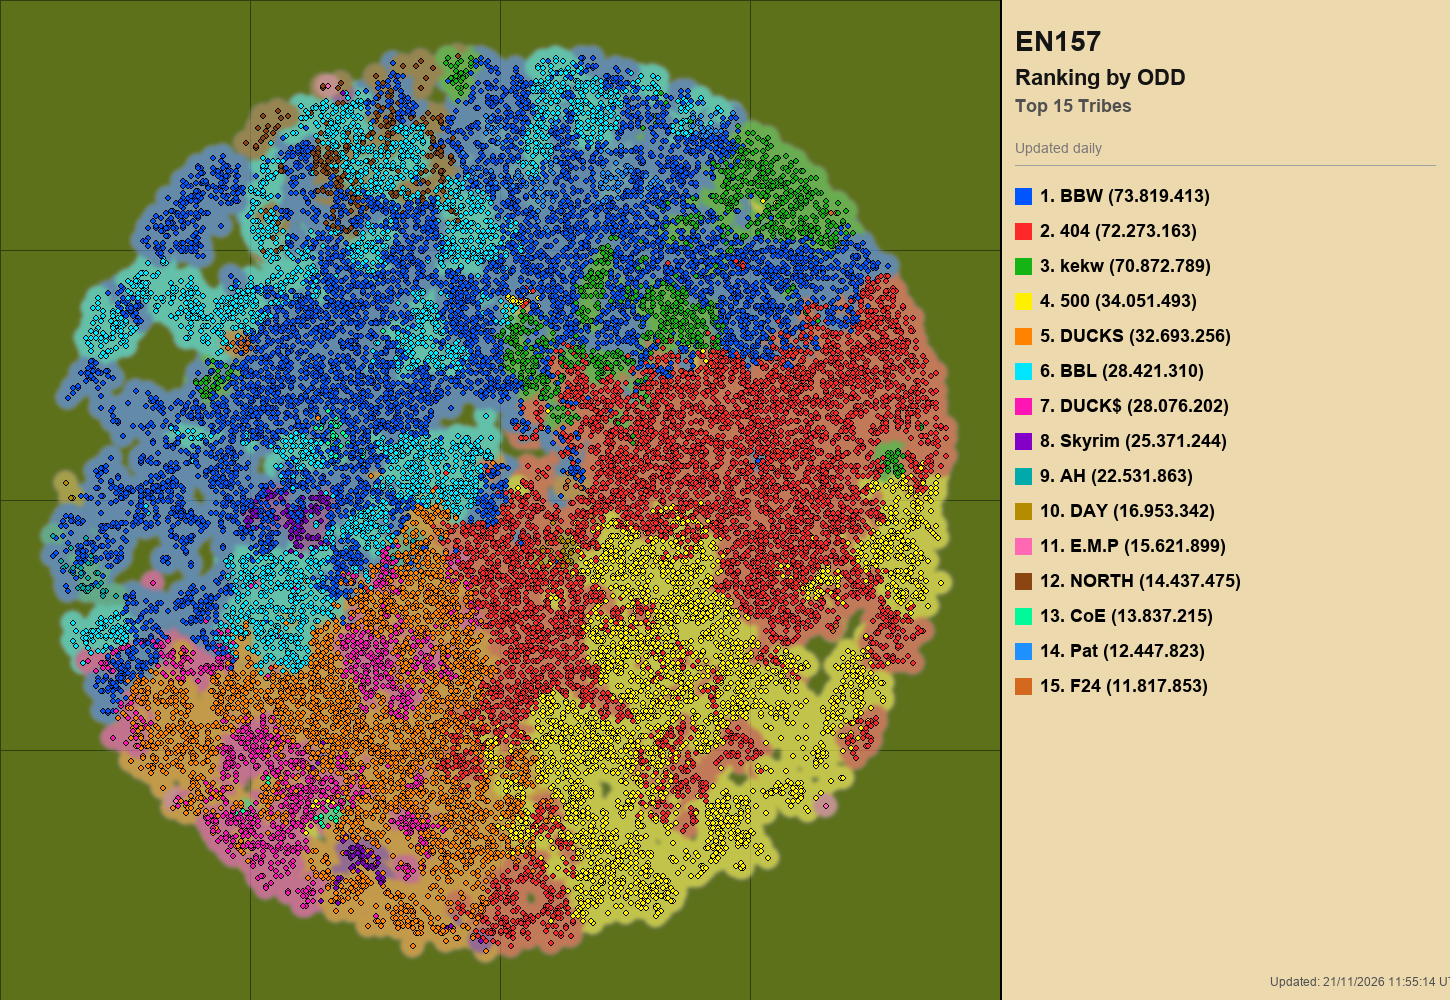 EN157
Ranking by ODD
Top 15 Tribes
Updated daily
1. BBW (73.819.413)
2. 404 (72.273.163)
3. kekw (70.872.789)
4. 500 (34.051.493)
5. DUCKS (32.693.256)
6. BBL (28.421.310)
7. DUCK$ (28.076.202)
8. Skyrim (25.371.244)
9. AH (22.531.863)
10. DAY (16.953.342)
11. E.M.P (15.621.899)
12. NORTH (14.437.475)
13. CoE (13.837.215)
14. Pat (12.447.823)
15. F24 (11.817.853)
Updated: 21/11/2026 11:55:14 U